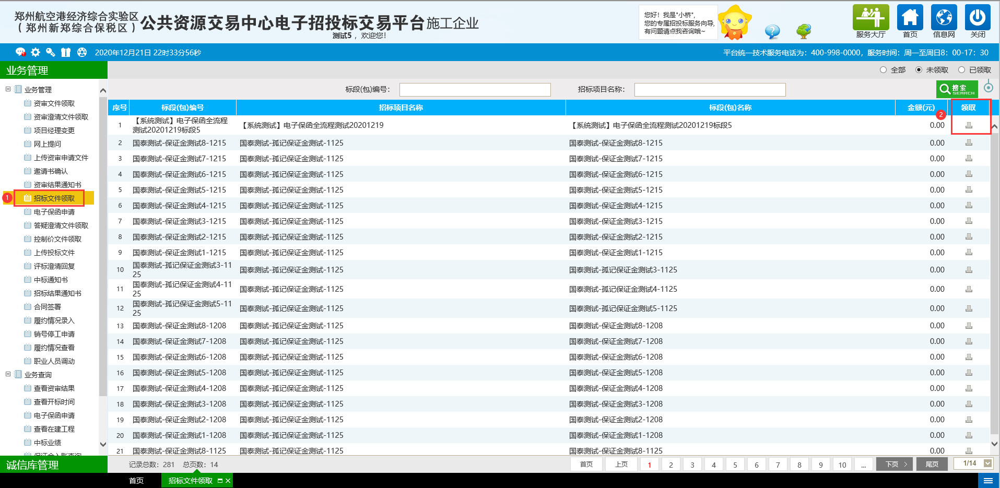 郑州航空港经济综合实验区
（郑州新郑综合保税区）
公共资源交易中心电子招投标交易平台施工企业
测试5 ，欢迎您！
您好！我是"小桥"，
您的专属招投标服务向导，
有问题请点我咨询哦~
服务大厅
首页
信息网
关闭
2020年12月21日 22时33分56秒
平台统一技术服务电话为：400-998-0000，服务时间：周一至周日8：00-17：30
业务管理
全部 未领取 已领取
标段(包)编号： 招标项目名称： 搜索 SEARCH
业务管理
资审文件领取
资审澄清文件领取
项目经理变更
网上提问
上传资审申请文件
邀请书确认
资审结果通知书
1 招标文件领取
电子保函申请
答疑澄清文件领取
控制价文件领取
上传投标文件
评标澄清回复
中标通知书
招标结果通知书
合同签署
履约情况录入
销号停工申请
履约情况查看
职业人员调动
业务查询
查看资审结果
查看开标时间
电子保函申请
查看在建工程
中标业绩
诚信库管理
序号 标段(包)编号 招标项目名称 标段(包)名称 金额(元) 2 领取
1 【系统测试】电子保函全流程测试20201219标段5 【系统测试】电子保函全流程测试20201219 【系统测试】电子保函全流程测试20201219标段5 0.00
2 国泰测试-保证金测试8-1215 国泰测试-孤记保证金测试-1125 国泰测试-保证金测试8-1215 0.00
3 国泰测试-保证金测试7-1215 国泰测试-孤记保证金测试-1125 国泰测试-保证金测试7-1215 0.00
4 国泰测试-保证金测试6-1215 国泰测试-孤记保证金测试-1125 国泰测试-保证金测试6-1215 0.00
5 国泰测试-保证金测试5-1215 国泰测试-孤记保证金测试-1125 国泰测试-保证金测试5-1215 0.00
6 国泰测试-保证金测试4-1215 国泰测试-孤记保证金测试-1125 国泰测试-保证金测试4-1215 0.00
7 国泰测试-保证金测试3-1215 国泰测试-孤记保证金测试-1125 国泰测试-保证金测试3-1215 0.00
8 国泰测试-保证金测试2-1215 国泰测试-孤记保证金测试-1125 国泰测试-保证金测试2-1215 0.00
9 国泰测试-保证金测试1-1215 国泰测试-孤记保证金测试-1125 国泰测试-保证金测试1-1215 0.00
10 国泰测试-孤记保证金测试3-1125 国泰测试-孤记保证金测试-1125 国泰测试-孤记保证金测试3-1125 0.00
11 国泰测试-孤记保证金测试4-1125 国泰测试-孤记保证金测试-1125 国泰测试-孤记保证金测试4-1125 0.00
12 国泰测试-孤记保证金测试5-1125 国泰测试-孤记保证金测试-1125 国泰测试-孤记保证金测试5-1125 0.00
13 国泰测试-保证金测试8-1208 国泰测试-孤记保证金测试-1125 国泰测试-保证金测试8-1208 0.00
14 国泰测试-保证金测试7-1208 国泰测试-孤记保证金测试-1125 国泰测试-保证金测试7-1208 0.00
15 国泰测试-保证金测试6-1208 国泰测试-孤记保证金测试-1125 国泰测试-保证金测试6-1208 0.00
16 国泰测试-保证金测试5-1208 国泰测试-孤记保证金测试-1125 国泰测试-保证金测试5-1208 0.00
17 国泰测试-保证金测试4-1208 国泰测试-孤记保证金测试-1125 国泰测试-保证金测试4-1208 0.00
18 国泰测试-保证金测试3-1208 国泰测试-孤记保证金测试-1125 国泰测试-保证金测试3-1208 0.00
19 国泰测试-保证金测试2-1208 国泰测试-孤记保证金测试-1125 国泰测试-保证金测试2-1208 0.00
20 国泰测试-保证金测试1-1208 国泰测试-孤记保证金测试-1125 国泰测试-保证金测试1-1208 0.00
21 国泰测试-保证金测试8-1125 国泰测试-孤记保证金测试-1125 国泰测试-保证金测试8-1125 0.00
记录总数：281 总页数：14 首页 上页 1 2 3 4 5 6 7 8 9 10 ... 下页 尾页 1/14
首页 招标文件领取